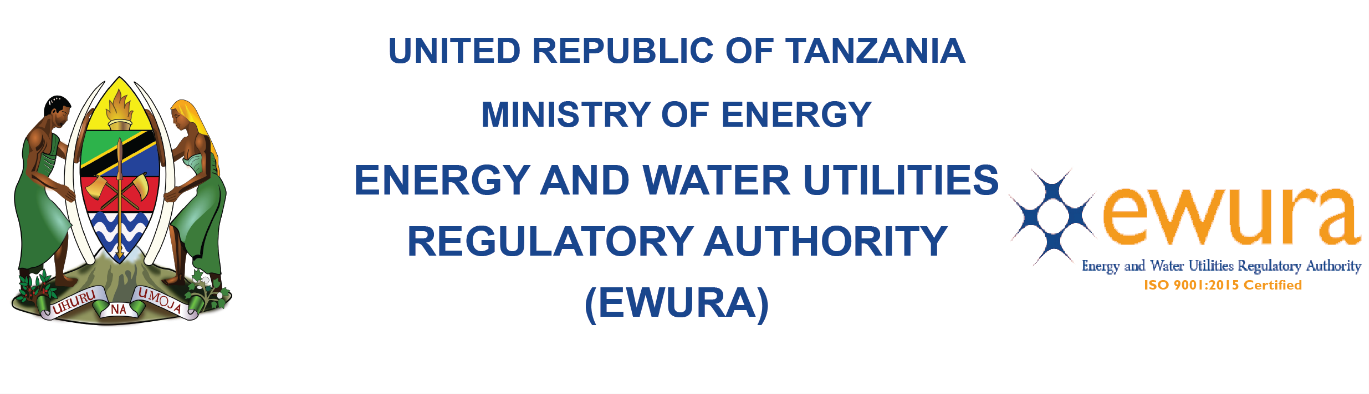 UNITED REPUBLIC OF TANZANIA
MINISTRY OF ENERGY
ENERGY AND WATER UTILITIES
REGULATORY AUTHORITY
(EWURA)
UHURU NA UMOJA
ewura
Energy and Water Utilities Regulatory Authority
ISO 9001:2015 Certified